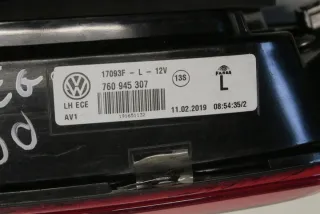 17093F - L - 12V
760 945 307
13S
L
LH ECE
AV1
11.02.2019 08:54:35/2